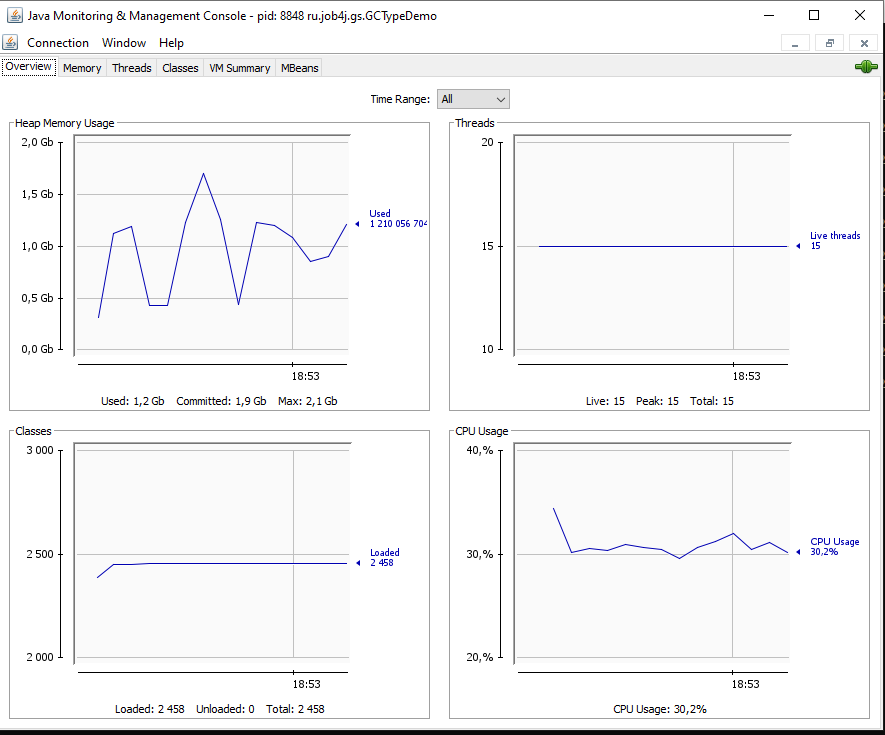 Java Monitoring & Management Console - pid: 8848 ru.job4j.gs.GCTypeDemo
Connection Window Help
Overview Memory Threads Classes VM Summary MBeans
Time Range: All
Heap Memory Usage
2,0 Gb
1,5 Gb
1,0 Gb
0,5 Gb
0,0 Gb
Used
1 210 056 704
18:53
Used: 1,2 Gb Committed: 1,9 Gb Max: 2,1 Gb
Threads
20
15
10
Live threads
15
18:53
Live: 15 Peak: 15 Total: 15
Classes
3 000
2 500
2 000
Loaded
2 458
18:53
Loaded: 2 458 Unloaded: 0 Total: 2 458
CPU Usage
40,%
30,%
20,%
CPU Usage
30,2%
18:53
CPU Usage: 30,2%